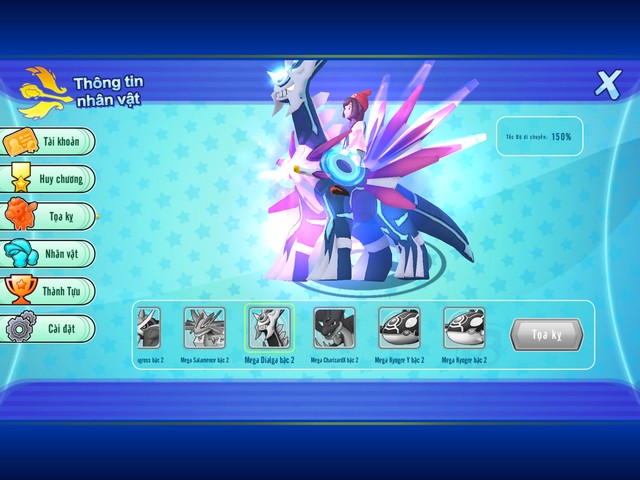 Thông tin
nhân vật
Tốc Độ di chuyển: 150%
Tài khoản
Huy chương
Tọa kỵ
Nhân vật
Thành Tựu
Cài đặt
Mega Salamence bậc 2
Mega Dialga bậc 2
Mega CharizardX bậc 2
Mega Kyogre Y bậc 2
Mega Kyogre bậc 2
Tọa kỵ